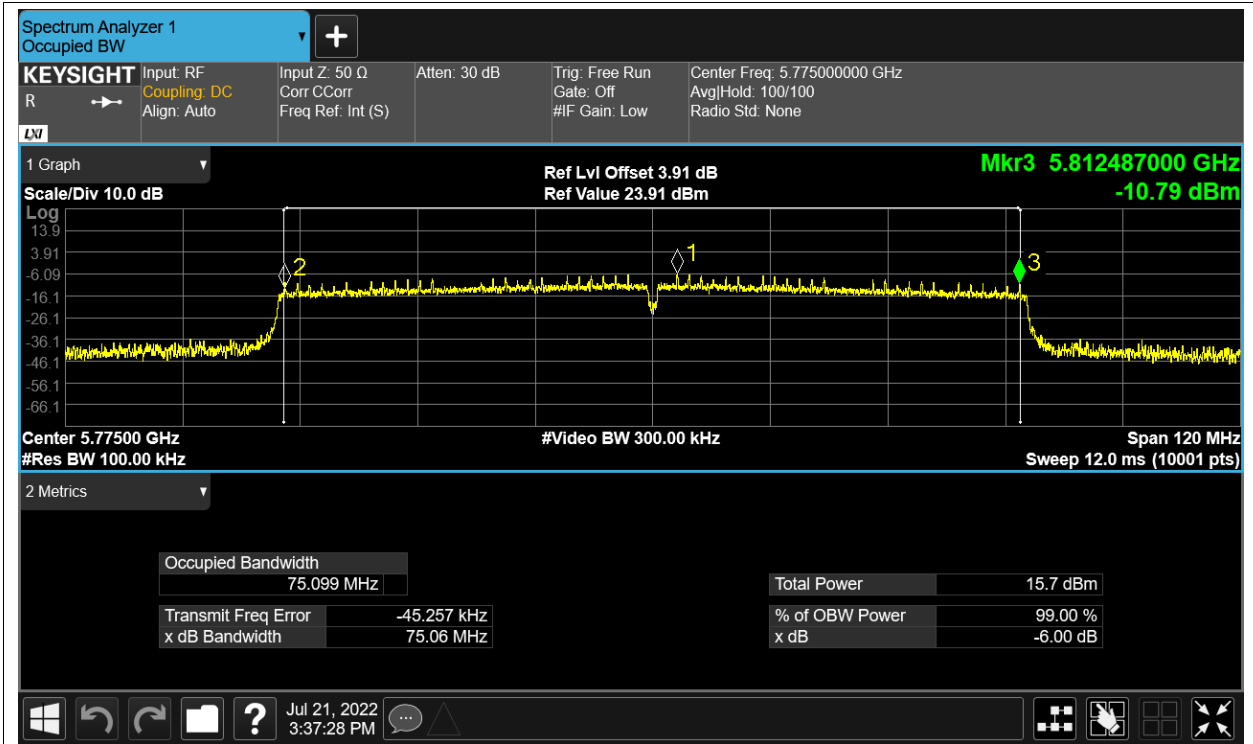 Spectrum Analyzer 1
Occupied BW
KEYSIGHT
R
LXI
Input: RF
Coupling: DC
Align: Auto
Input Z: 50 Ω
Corr CCorr
Freq Ref: Int (S)
Atten: 30 dB
Trig: Free Run
Gate: Off
#IF Gain: Low
Center Freq: 5.775000000 GHz
Avg|Hold: 100/100
Radio Std: None
1 Graph
Scale/Div 10.0 dB
Ref Lvl Offset 3.91 dB
Ref Value 23.91 dBm
Mkr3 5.812487000 GHz
-10.79 dBm
Log
13.9
3.91
-6.09
-16.1
-26.1
-36.1
-46.1
-56.1
-66.1
2
1
3
Center 5.77500 GHz
#Res BW 100.00 kHz
#Video BW 300.00 kHz
Span 120 MHz
Sweep 12.0 ms (10001 pts)
2 Metrics
Occupied Bandwidth
75.099 MHz
Transmit Freq Error -45.257 kHz
x dB Bandwidth 75.06 MHz
Total Power 15.7 dBm
% of OBW Power 99.00 %
x dB -6.00 dB
?
Jul 21, 2022
3:37:28 PM